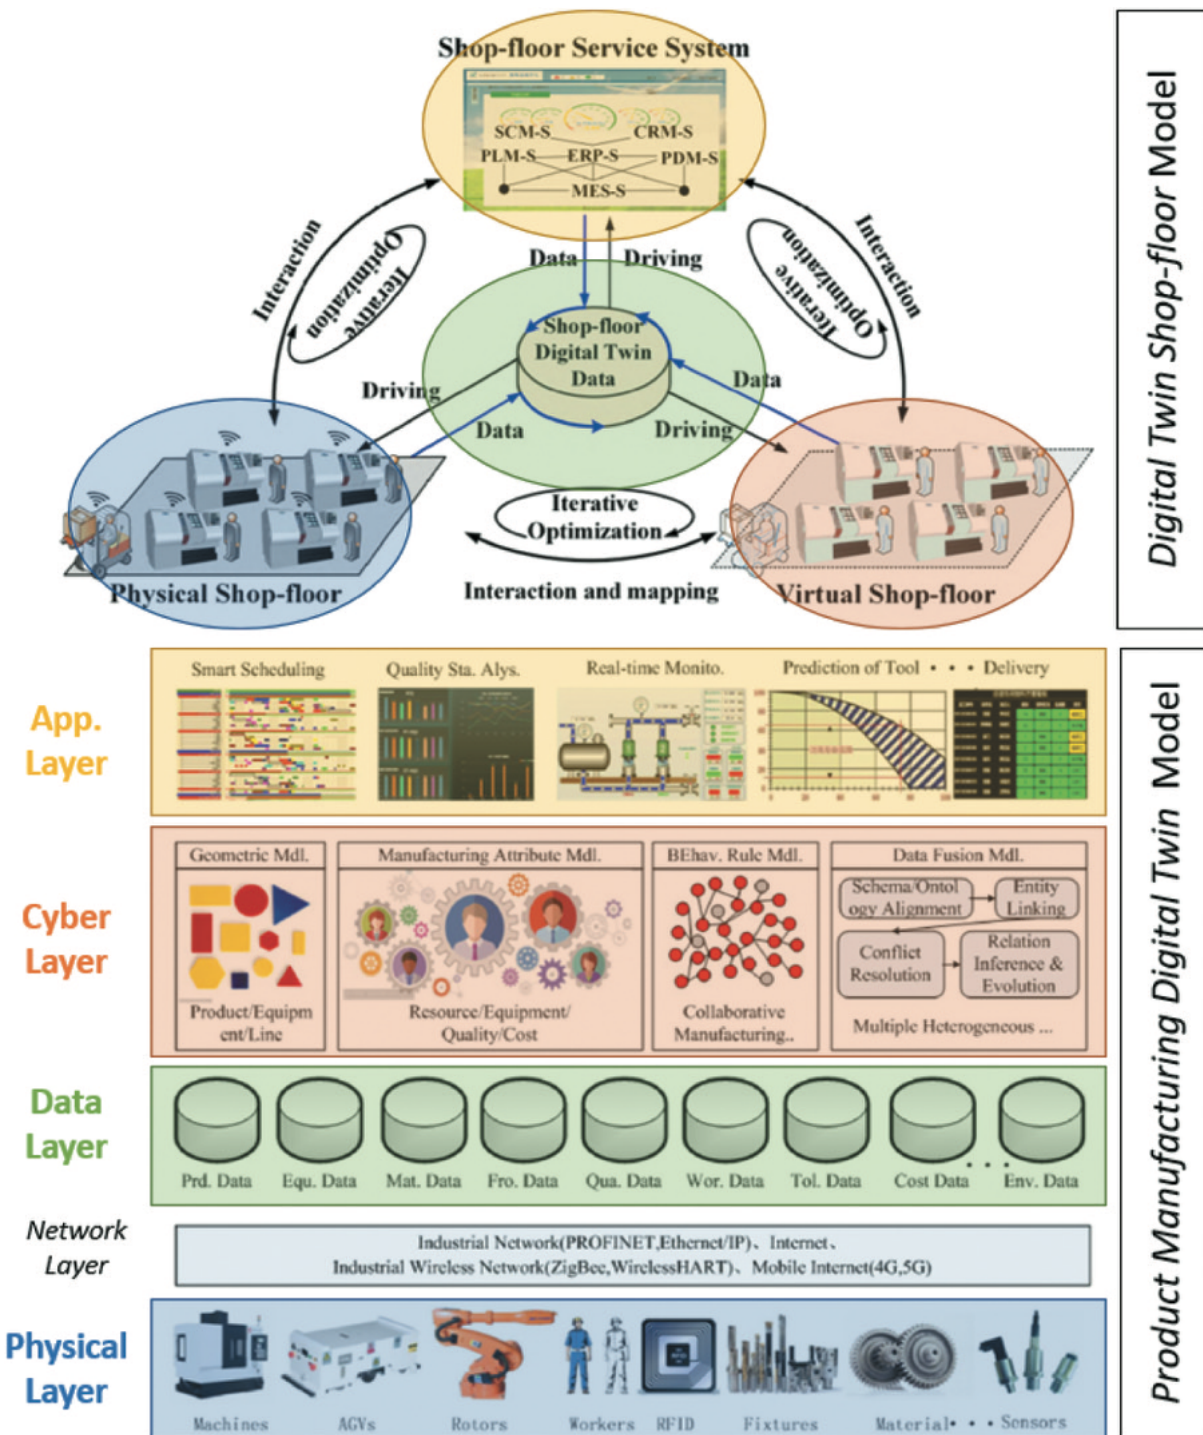 Shop-floor Service System
SCM-S
CRM-S
PLM-S
ERP-S
PDM-S
MES-S
Interaction
Iterative
Optimization
Data
Driving
Iterative
Optimization
Interaction
Shop-floor
Digital Twin
Data
Driving
Data
Data
Driving
Iterative
Optimization
Physical Shop-floor
Interaction and mapping
Virtual Shop-floor
Digital Twin Shop-floor Model
App.
Layer
Smart Scheduling
Quality Sta. Alys.
Real-time Monito.
Prediction of Tool • • • Delivery
Cyber
Layer
Geometric Mdl.
Product/Equipm
ent/Line
Manufacturing Attribute Mdl.
Resource/Equipment/
Quality/Cost
BEhav. Rule Mdl.
Collaborative
Manufacturing..
Data Fusion Mdl.
Schema/Ontol
ogy Alignment
Entity
Linking
Conflict
Resolution
Relation
Inference &
Evolution
Multiple Heterogeneous ...
Data
Layer
Prd. Data
Equ. Data
Mat. Data
Fro. Data
Qua. Data
Wor. Data
Tol. Data
Cost Data
• • •
Env. Data
Network
Layer
Industrial Network(PROFINET,Ethernet/IP)、Internet、
Industrial Wireless Network(ZigBee,WirelessHART)、Mobile Internet(4G,5G)
Physical
Layer
Machines
AGVs
Rotors
Workers
RFID
Fixtures
Material• • • Sensors
Product Manufacturing Digital Twin Model